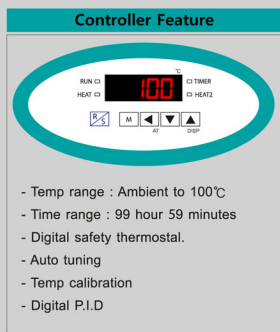 Controller Feature
℃
RUN
TIMER
100
HEAT
HEAT2
R/S
M
AT
DISP
- Temp range : Ambient to 100℃
- Time range : 99 hour 59 minutes
- Digital safety thermostal.
- Auto tuning
- Temp calibration
- Digital P.I.D